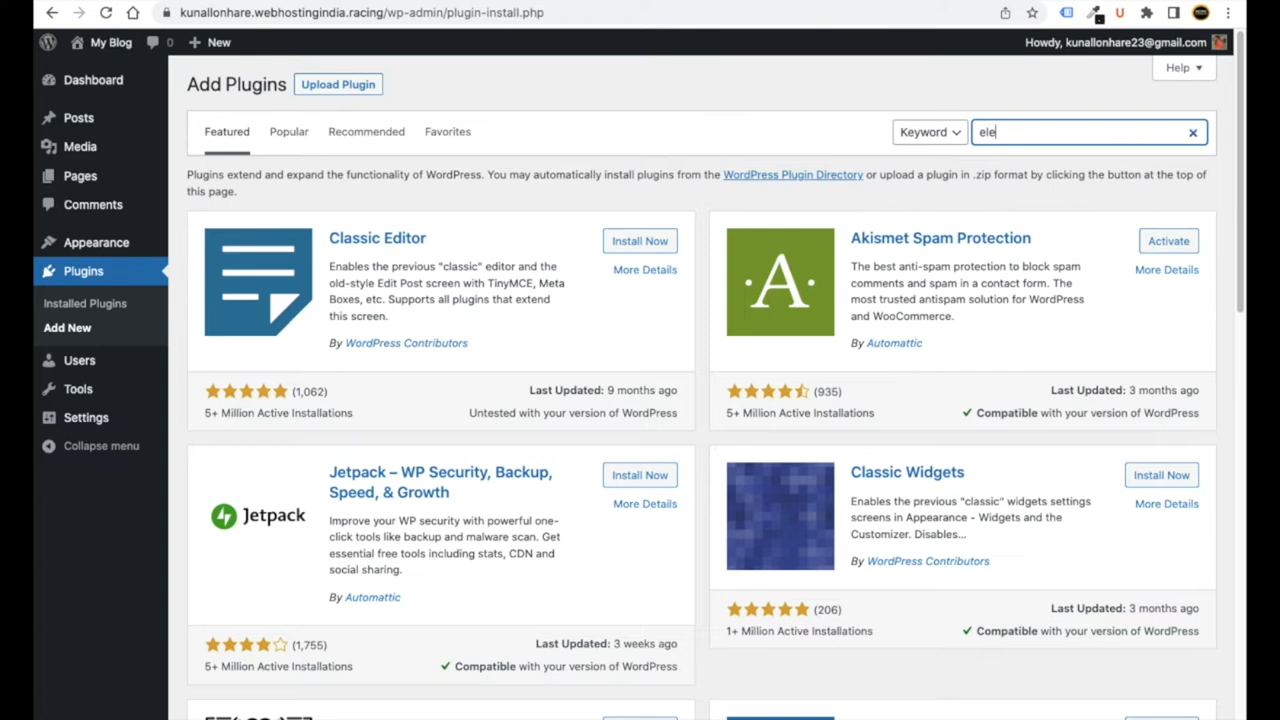 kunallonhare.webhostingindia.racing/wp-admin/plugin-install.php
My Blog 0 New
Howdy, kunallonhare23@gmail.com
Dashboard
Posts
Media
Pages
Comments
Appearance
Plugins
Installed Plugins
Add New
Users
Tools
Settings
Collapse menu
Help
Add Plugins Upload Plugin
Featured Popular Recommended Favorites Keyword ele
Plugins extend and expand the functionality of WordPress. You may automatically install plugins from the WordPress Plugin Directory or upload a plugin in .zip format by clicking the button at the top of
this page.
Classic Editor
Install Now
More Details
Enables the previous "classic" editor and the
old-style Edit Post screen with TinyMCE, Meta
Boxes, etc. Supports all plugins that extend
this screen.
By WordPress Contributors
(1,062) Last Updated: 9 months ago
5+ Million Active Installations Untested with your version of WordPress
A
Akismet Spam Protection
Activate
More Details
The best anti-spam protection to block spam
comments and spam in a contact form. The
most trusted antispam solution for WordPress
and WooCommerce.
By Automattic
(935) Last Updated: 3 months ago
5+ Million Active Installations Compatible with your version of WordPress
Jetpack
Jetpack – WP Security, Backup,
Speed, & Growth
Install Now
More Details
Improve your WP security with powerful one-
click tools like backup and malware scan. Get
essential free tools including stats, CDN and
social sharing.
By Automattic
(1,755) Last Updated: 3 weeks ago
5+ Million Active Installations Compatible with your version of WordPress
Classic Widgets
Install Now
More Details
Enables the previous "classic" widgets settings
screens in Appearance - Widgets and the
Customizer. Disables...
By WordPress Contributors
(206) Last Updated: 3 months ago
1+ Million Active Installations Compatible with your version of WordPress